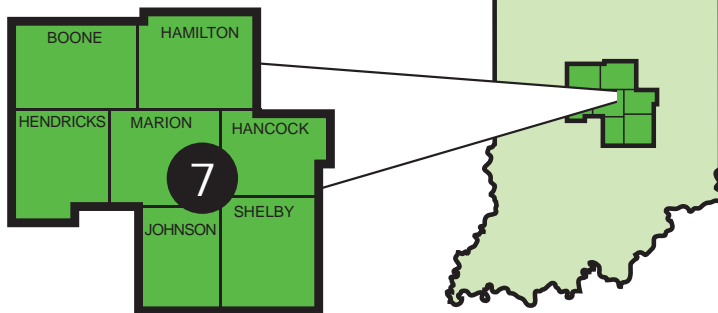 BOONE
HAMILTON
HENDRICKS
MARION
HANCOCK
7
JOHNSON
SHELBY